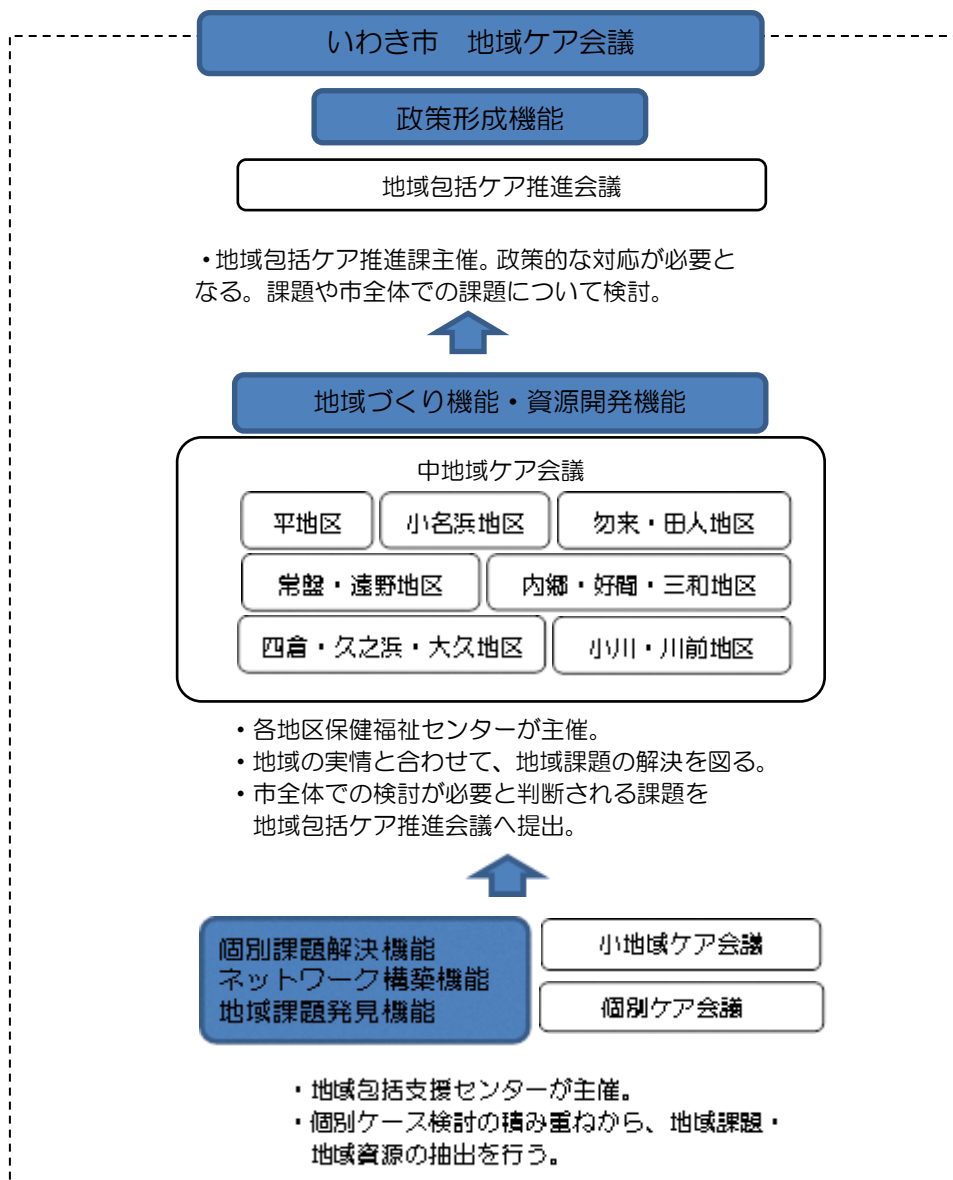 いわき市　地域ケア会議
政策形成機能
地域包括ケア推進会議
・地域包括ケア推進課主催。政策的な対応が必要と
なる。課題や市全体での課題について検討。
地域づくり機能・資源開発機能
中地域ケア会議
平地区
小名浜地区
勿来・田人地区
常盤・遠野地区
内郷・好間・三和地区
四倉・久之浜・大久地区
小川・川前地区
・各地区保健福祉センターが主催。
・地域の実情と合わせて、地域課題の解決を図る。
・市全体での検討が必要と判断される課題を
地域包括ケア推進会議へ提出。
個別課題解決機能
ネットワーク構築機能
地域課題発見機能
小地域ケア会議
個別ケア会議
・地域包括支援センターが主催。
・個別ケース検討の積み重ねから、地域課題・
地域資源の抽出を行う。